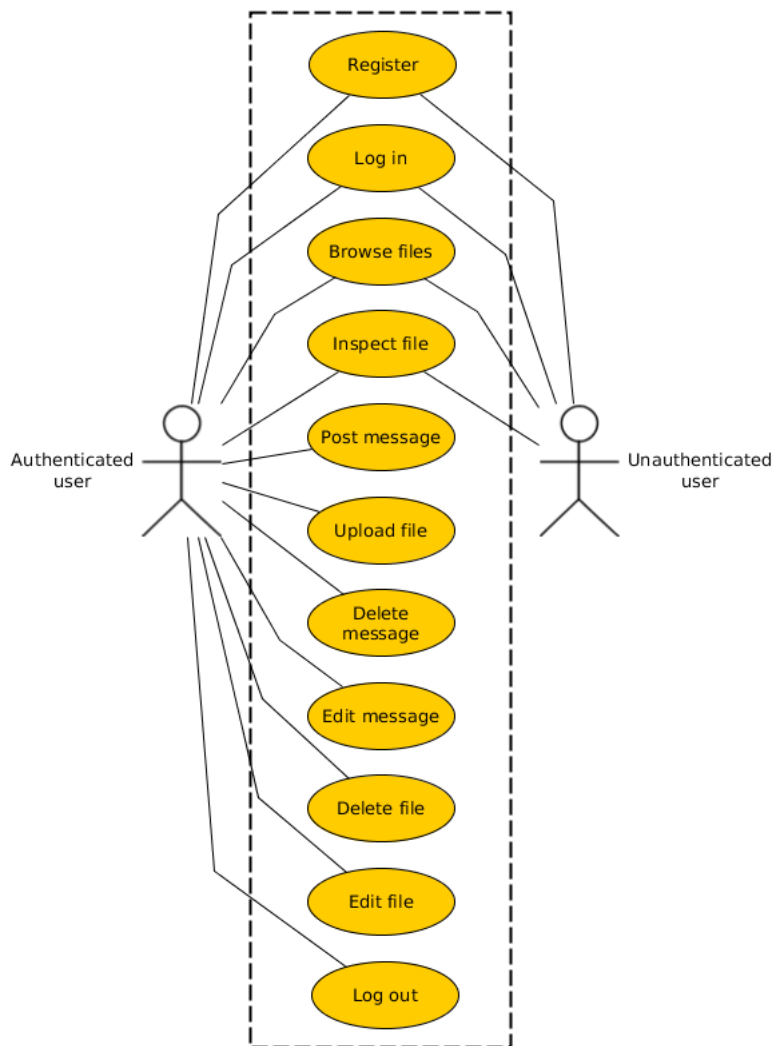 Register
Log in
Browse files
Inspect file
Post message
Authenticated
user
Unauthenticated
user
Upload file
Delete
message
Edit message
Delete file
Edit file
Log out